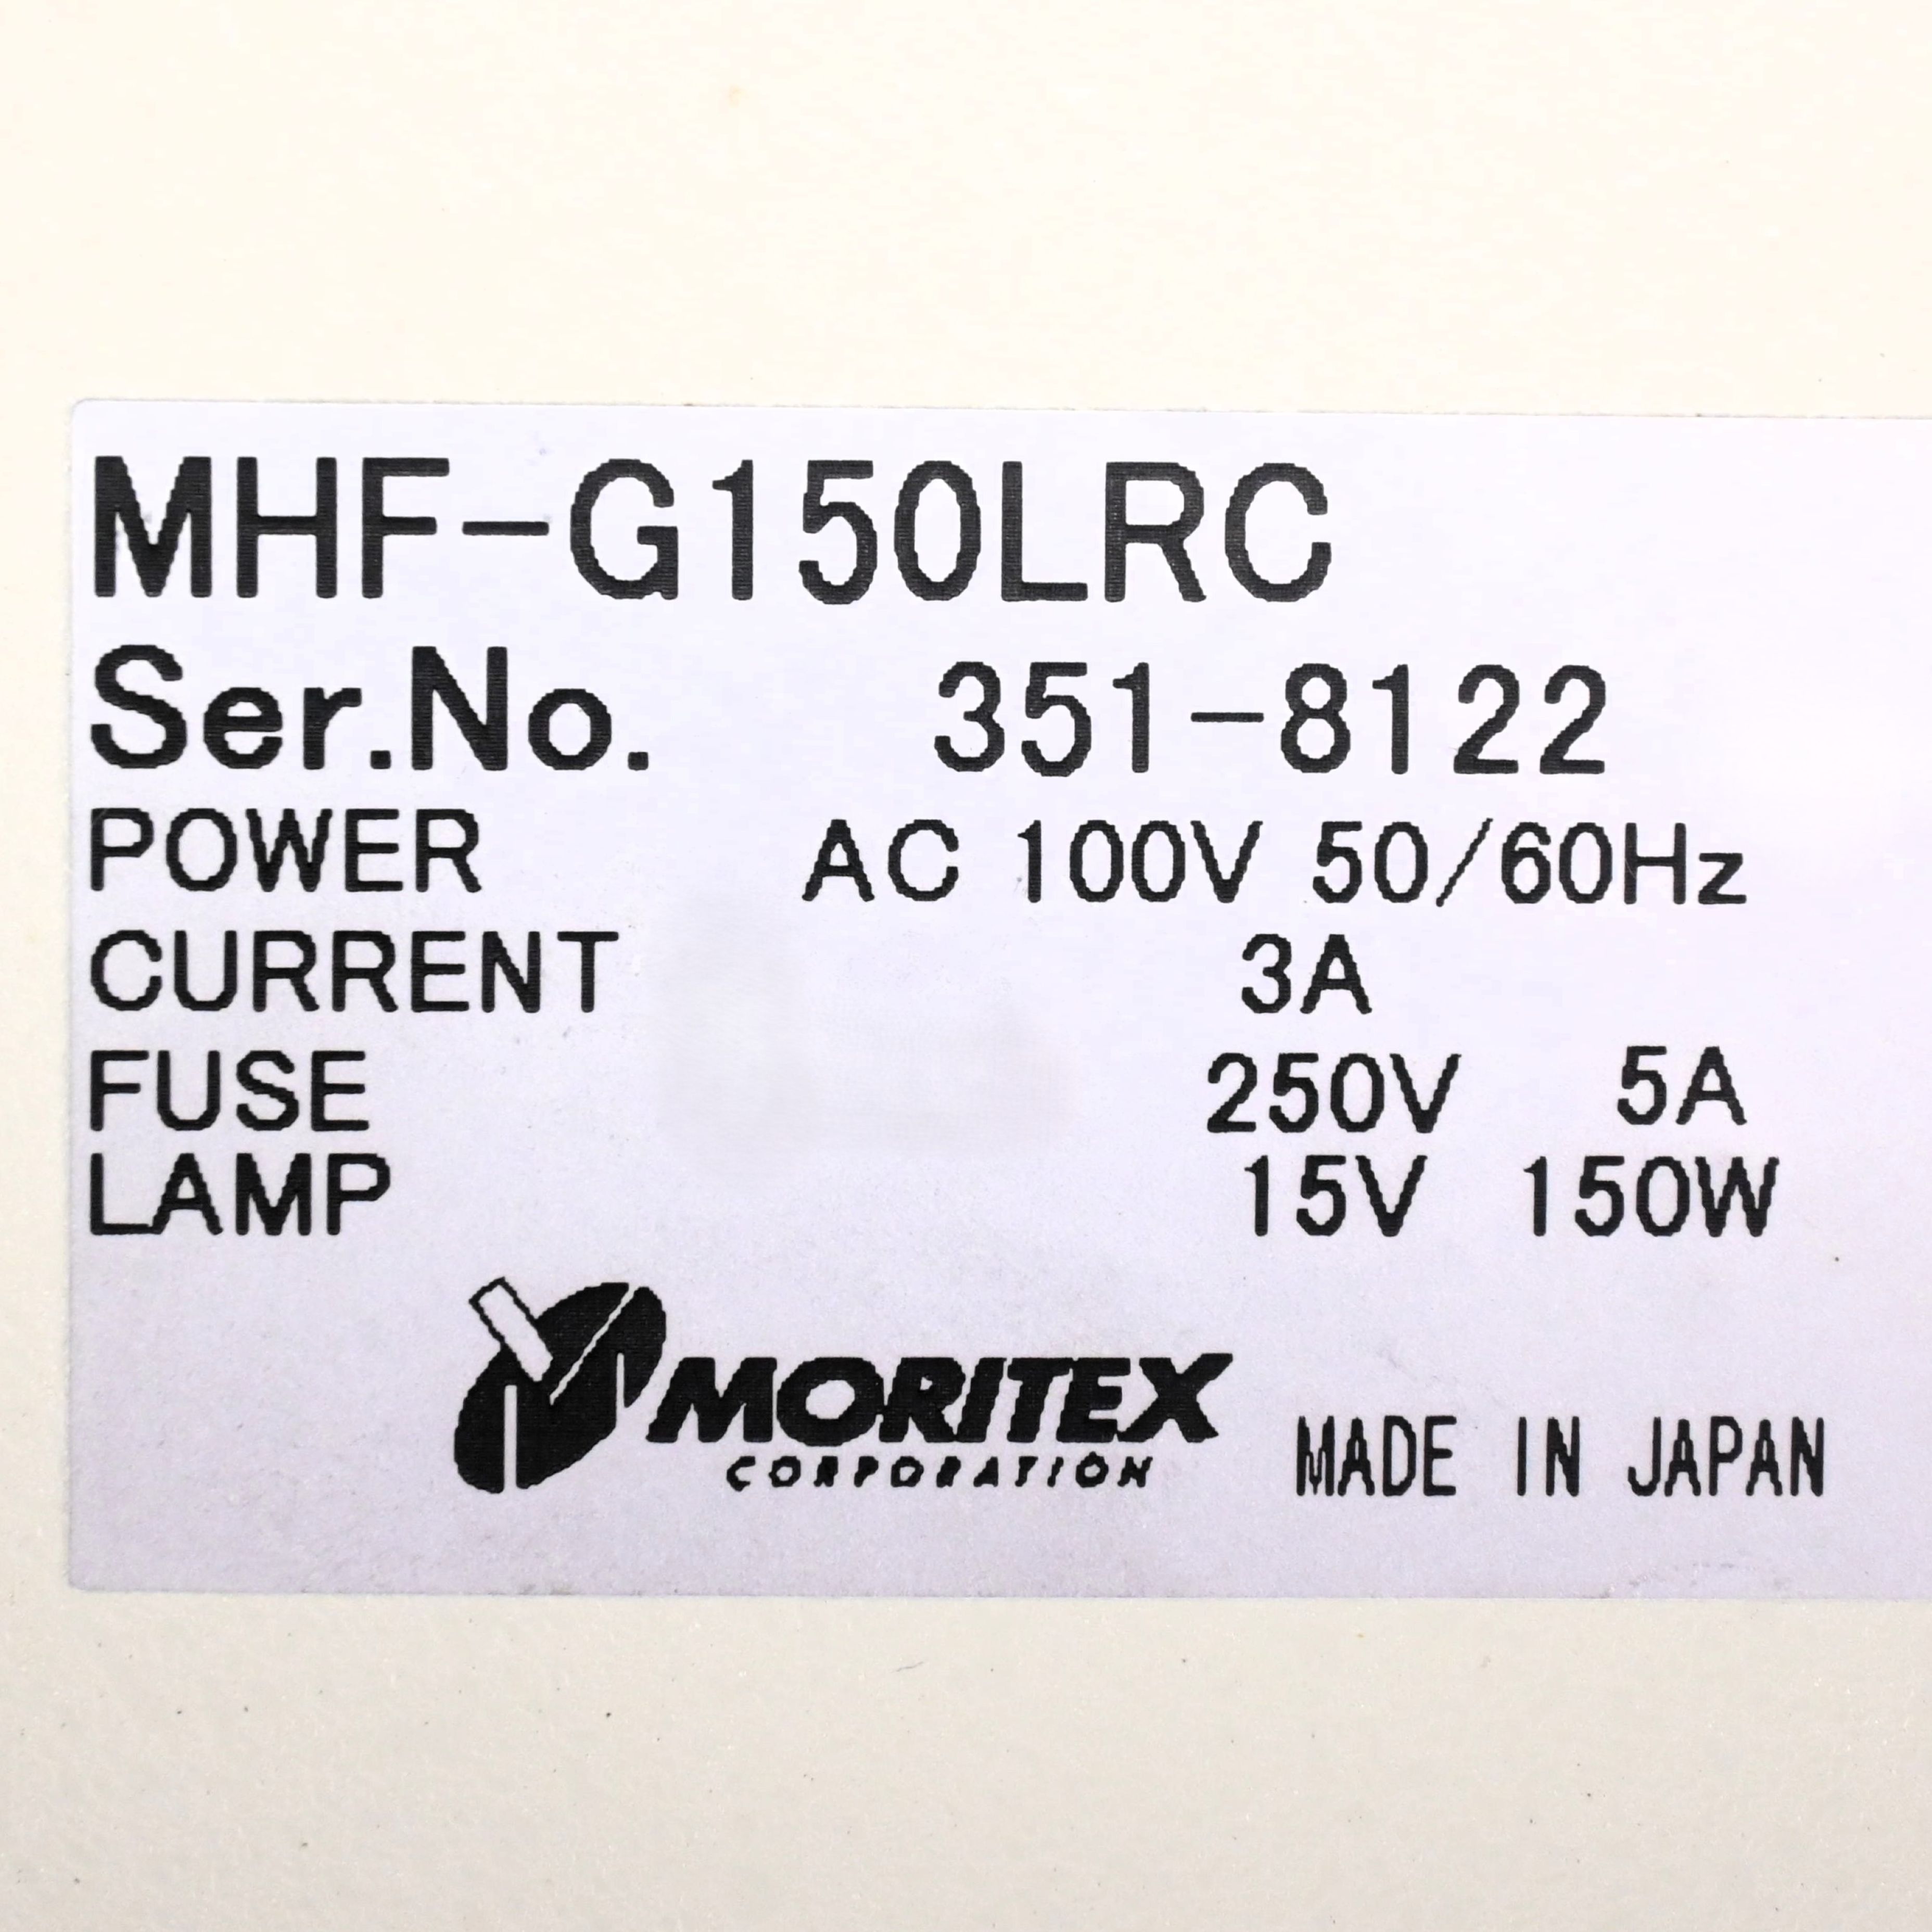 MHF-G150LRC
Ser.No. 351-8122
POWER AC 100V 50/60Hz
CURRENT 3A
FUSE 250V 5A
LAMP 15V 150W
MORITEX
CORPORATION MADE IN JAPAN